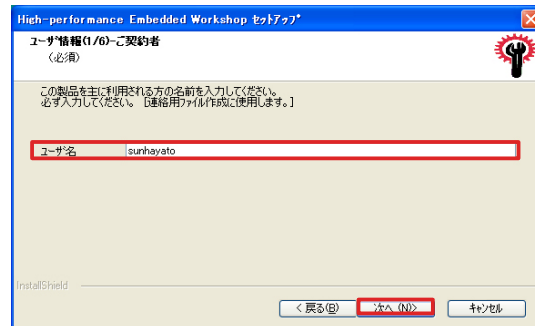 High-performance Embedded Workshop ｾｯﾄｱｯﾌﾟ
ユーザ情報(1/6)-ご契約者
(必須)
この製品を主に利用される方の名前を入力してください。
必ず入力してください。 [連絡用ﾌｧｲﾙ作成に使用します。]
ユーザ名 sunhayato
InstallShield
< 戻る(B) 次へ (N)> ｷｬﾝｾﾙ